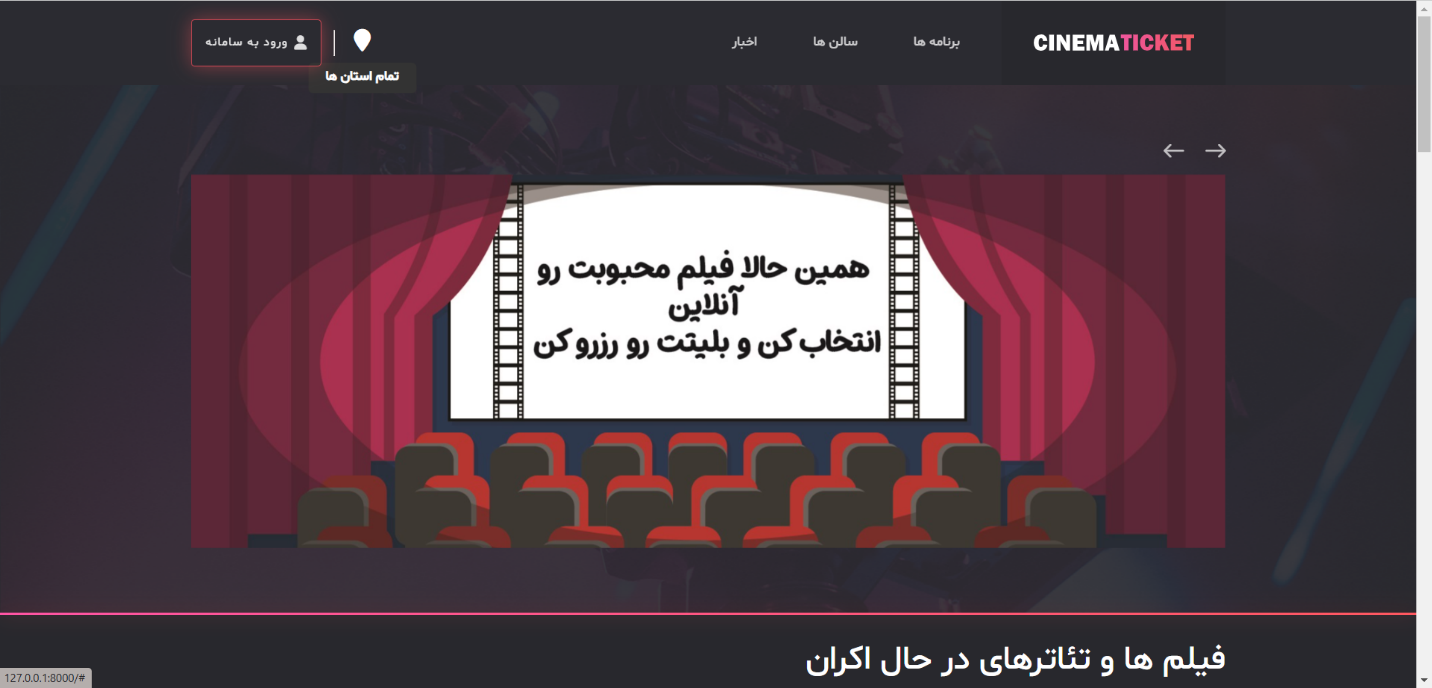 CINEMATICKET
برنامه ها
سالن ها
اخبار
ورود به سامانه
تمام استان ها
همین حالا فیلم محبوبت رو
آنلاین
انتخاب کن و بلیتت رو رزرو کن
فیلم ها و تئاترهای در حال اکران
127.0.0.1:8000/#